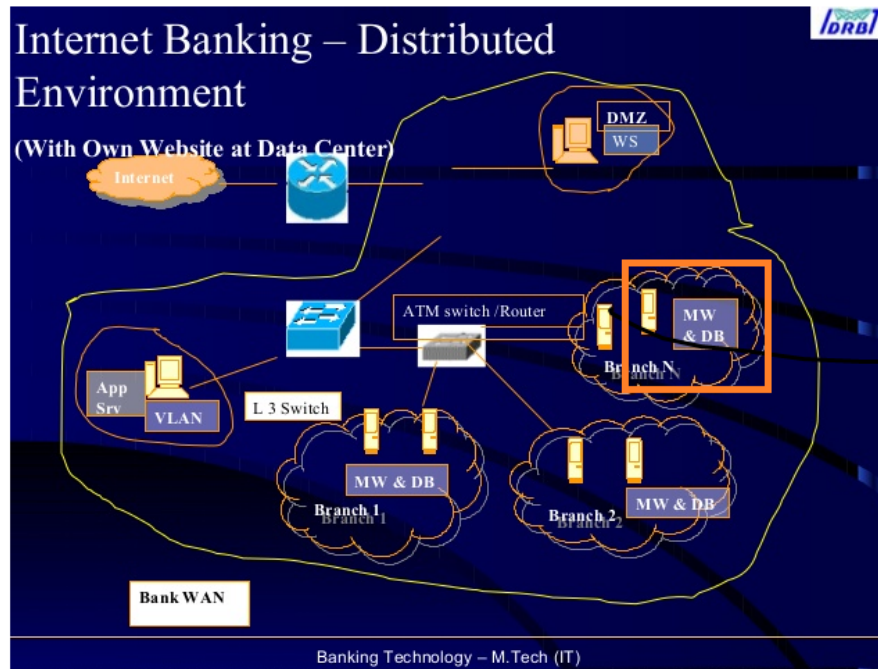 IDRBT
Internet Banking – Distributed
Environment
(With Own Website at Data Center)
DMZ
WS
Internet
ATM switch /Router
MW
& DB
Branch N
App
Srv
VLAN
L 3 Switch
MW & DB
Branch 1
MW & DB
Branch 2
Bank WAN
Banking Technology – M.Tech (IT)